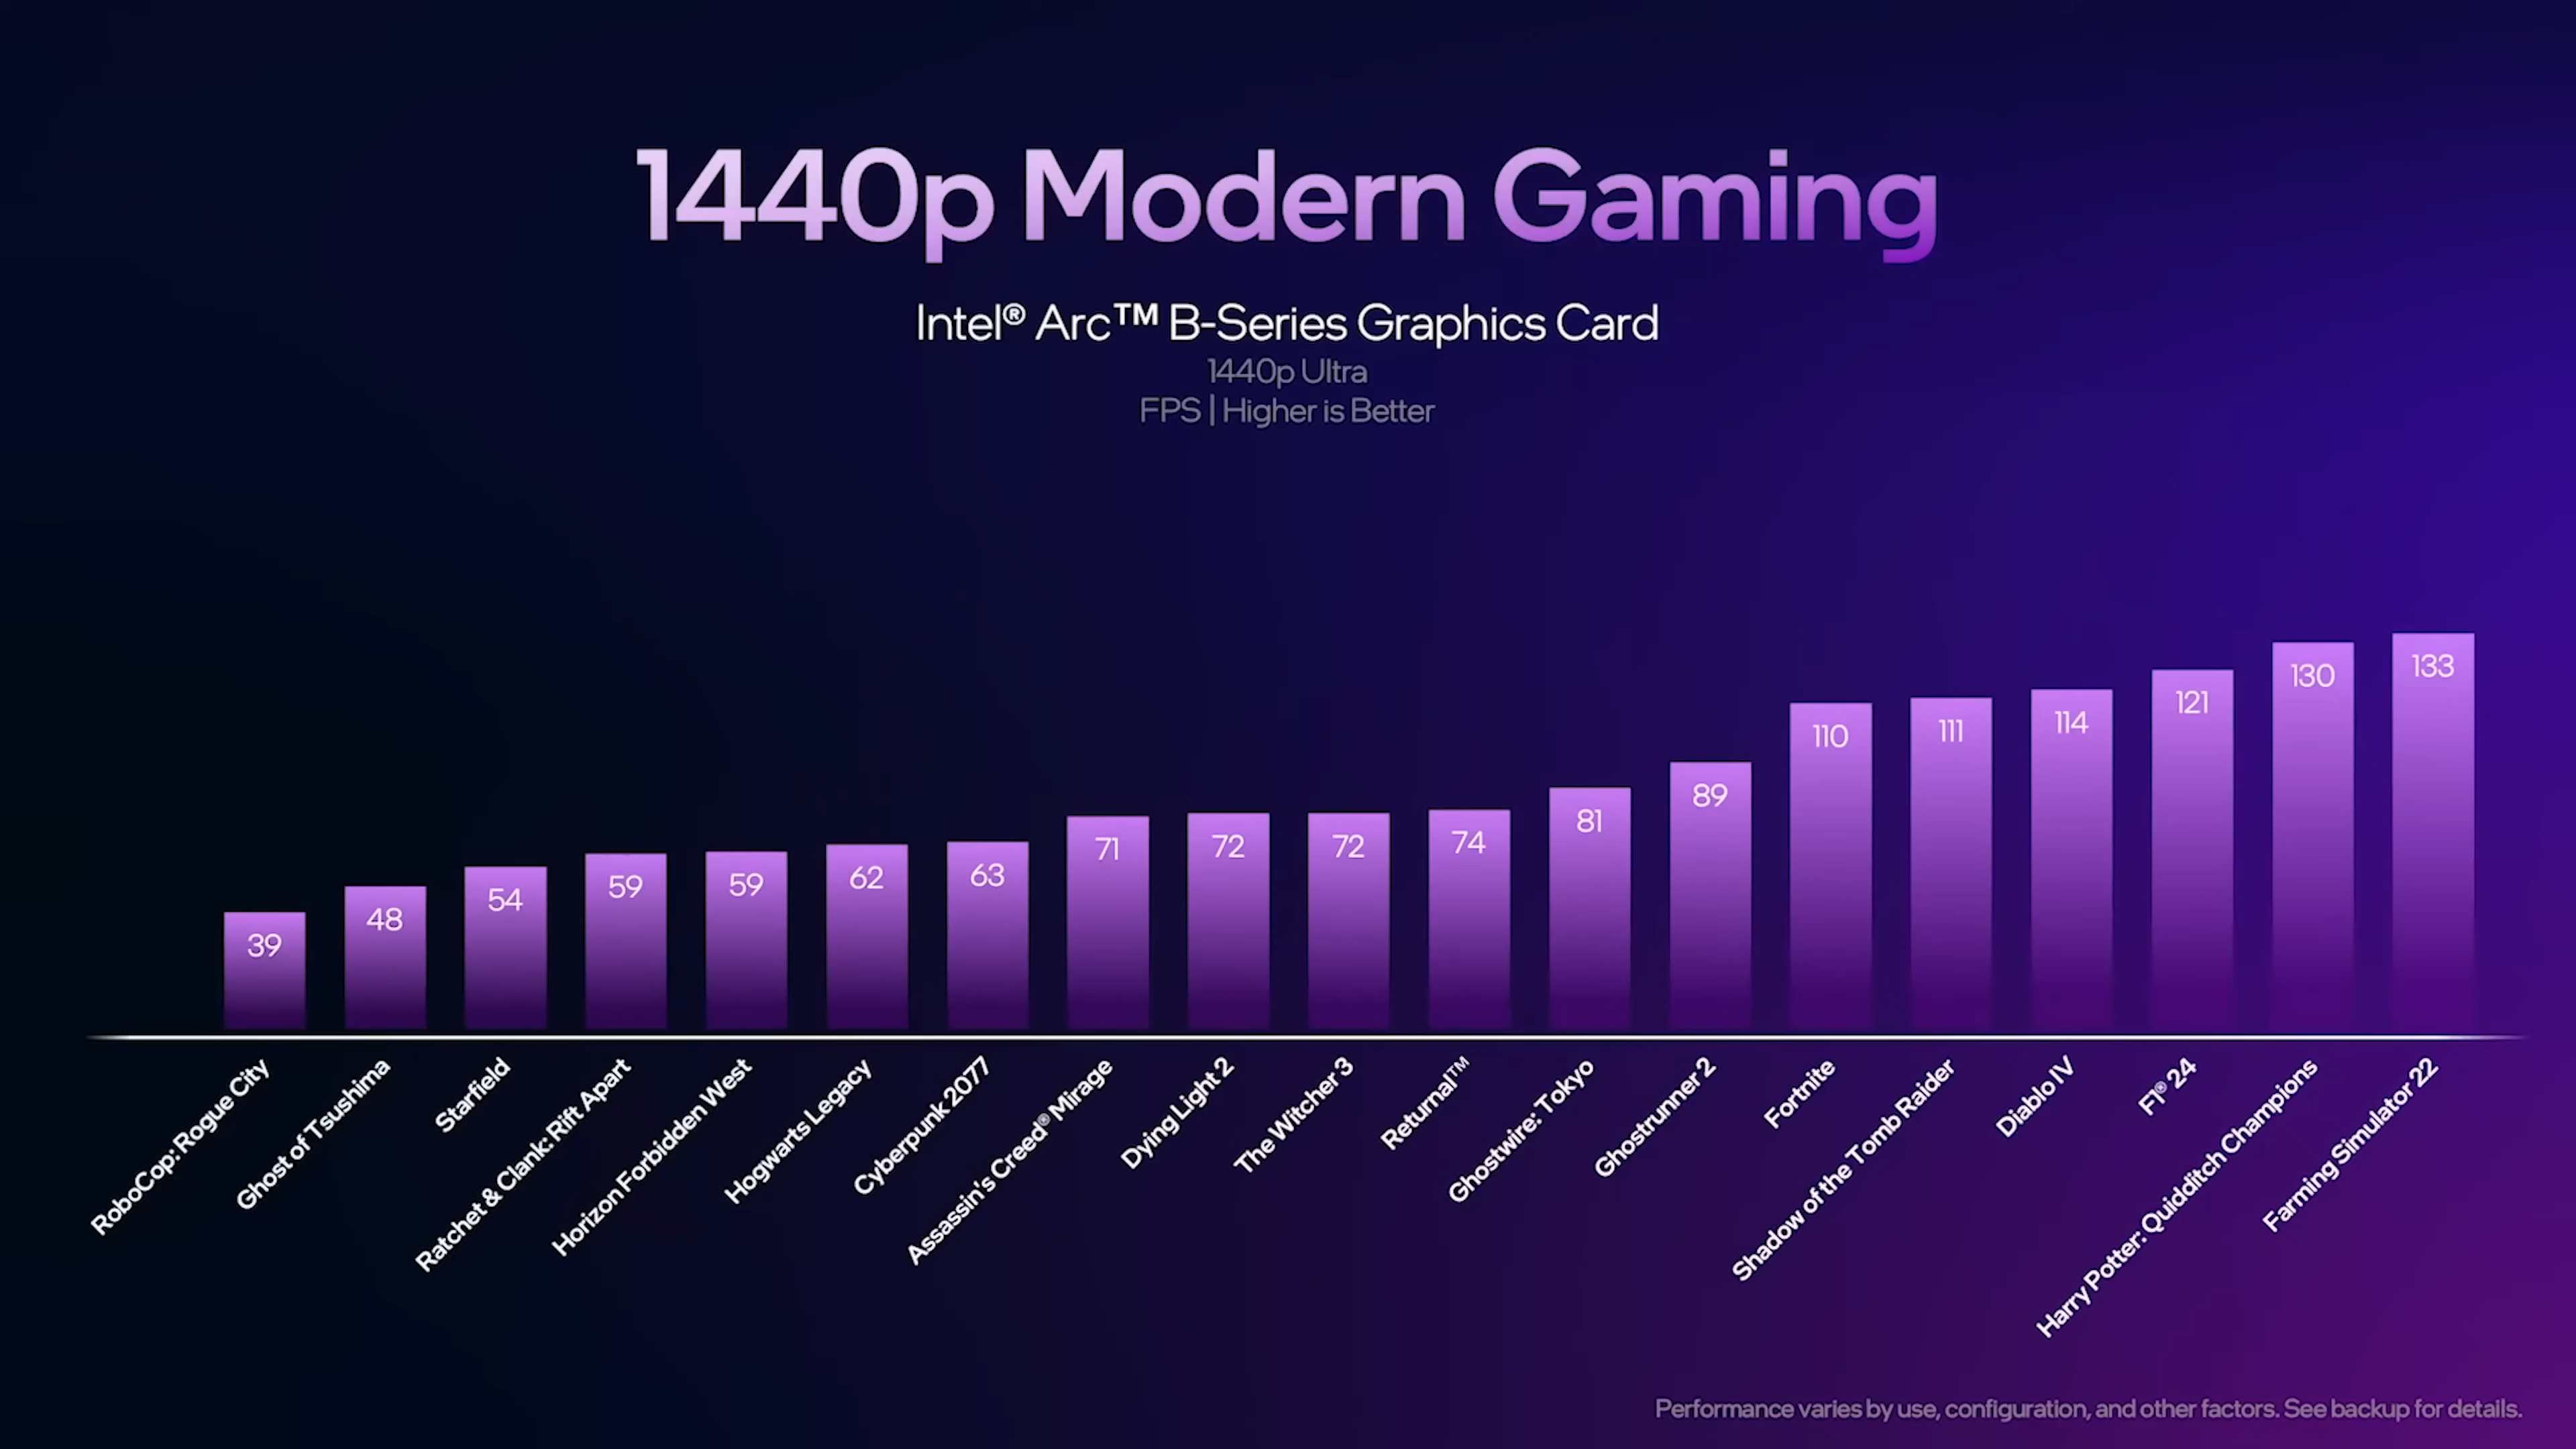 1440p Modern Gaming
Intel® Arc™ B-Series Graphics Card
1440p Ultra
FPS | Higher is Better
39
48
54
59
59
62
63
71
72
72
74
81
89
110
111
114
121
130
133
RoboCop: Rogue City
Ghost of Tsushima
Starfield
Ratchet & Clank: Rift Apart
Horizon Forbidden West
Hogwarts Legacy
Cyberpunk 2077
Assassin's Creed® Mirage
Dying Light 2
The Witcher 3
Returnal™
Ghostwire: Tokyo
Ghostrunner 2
Fortnite
Shadow of the Tomb Raider
Diablo IV
F1® 24
Harry Potter: Quidditch Champions
Farming Simulator 22
Performance varies by use, configuration, and other factors. See backup for details.